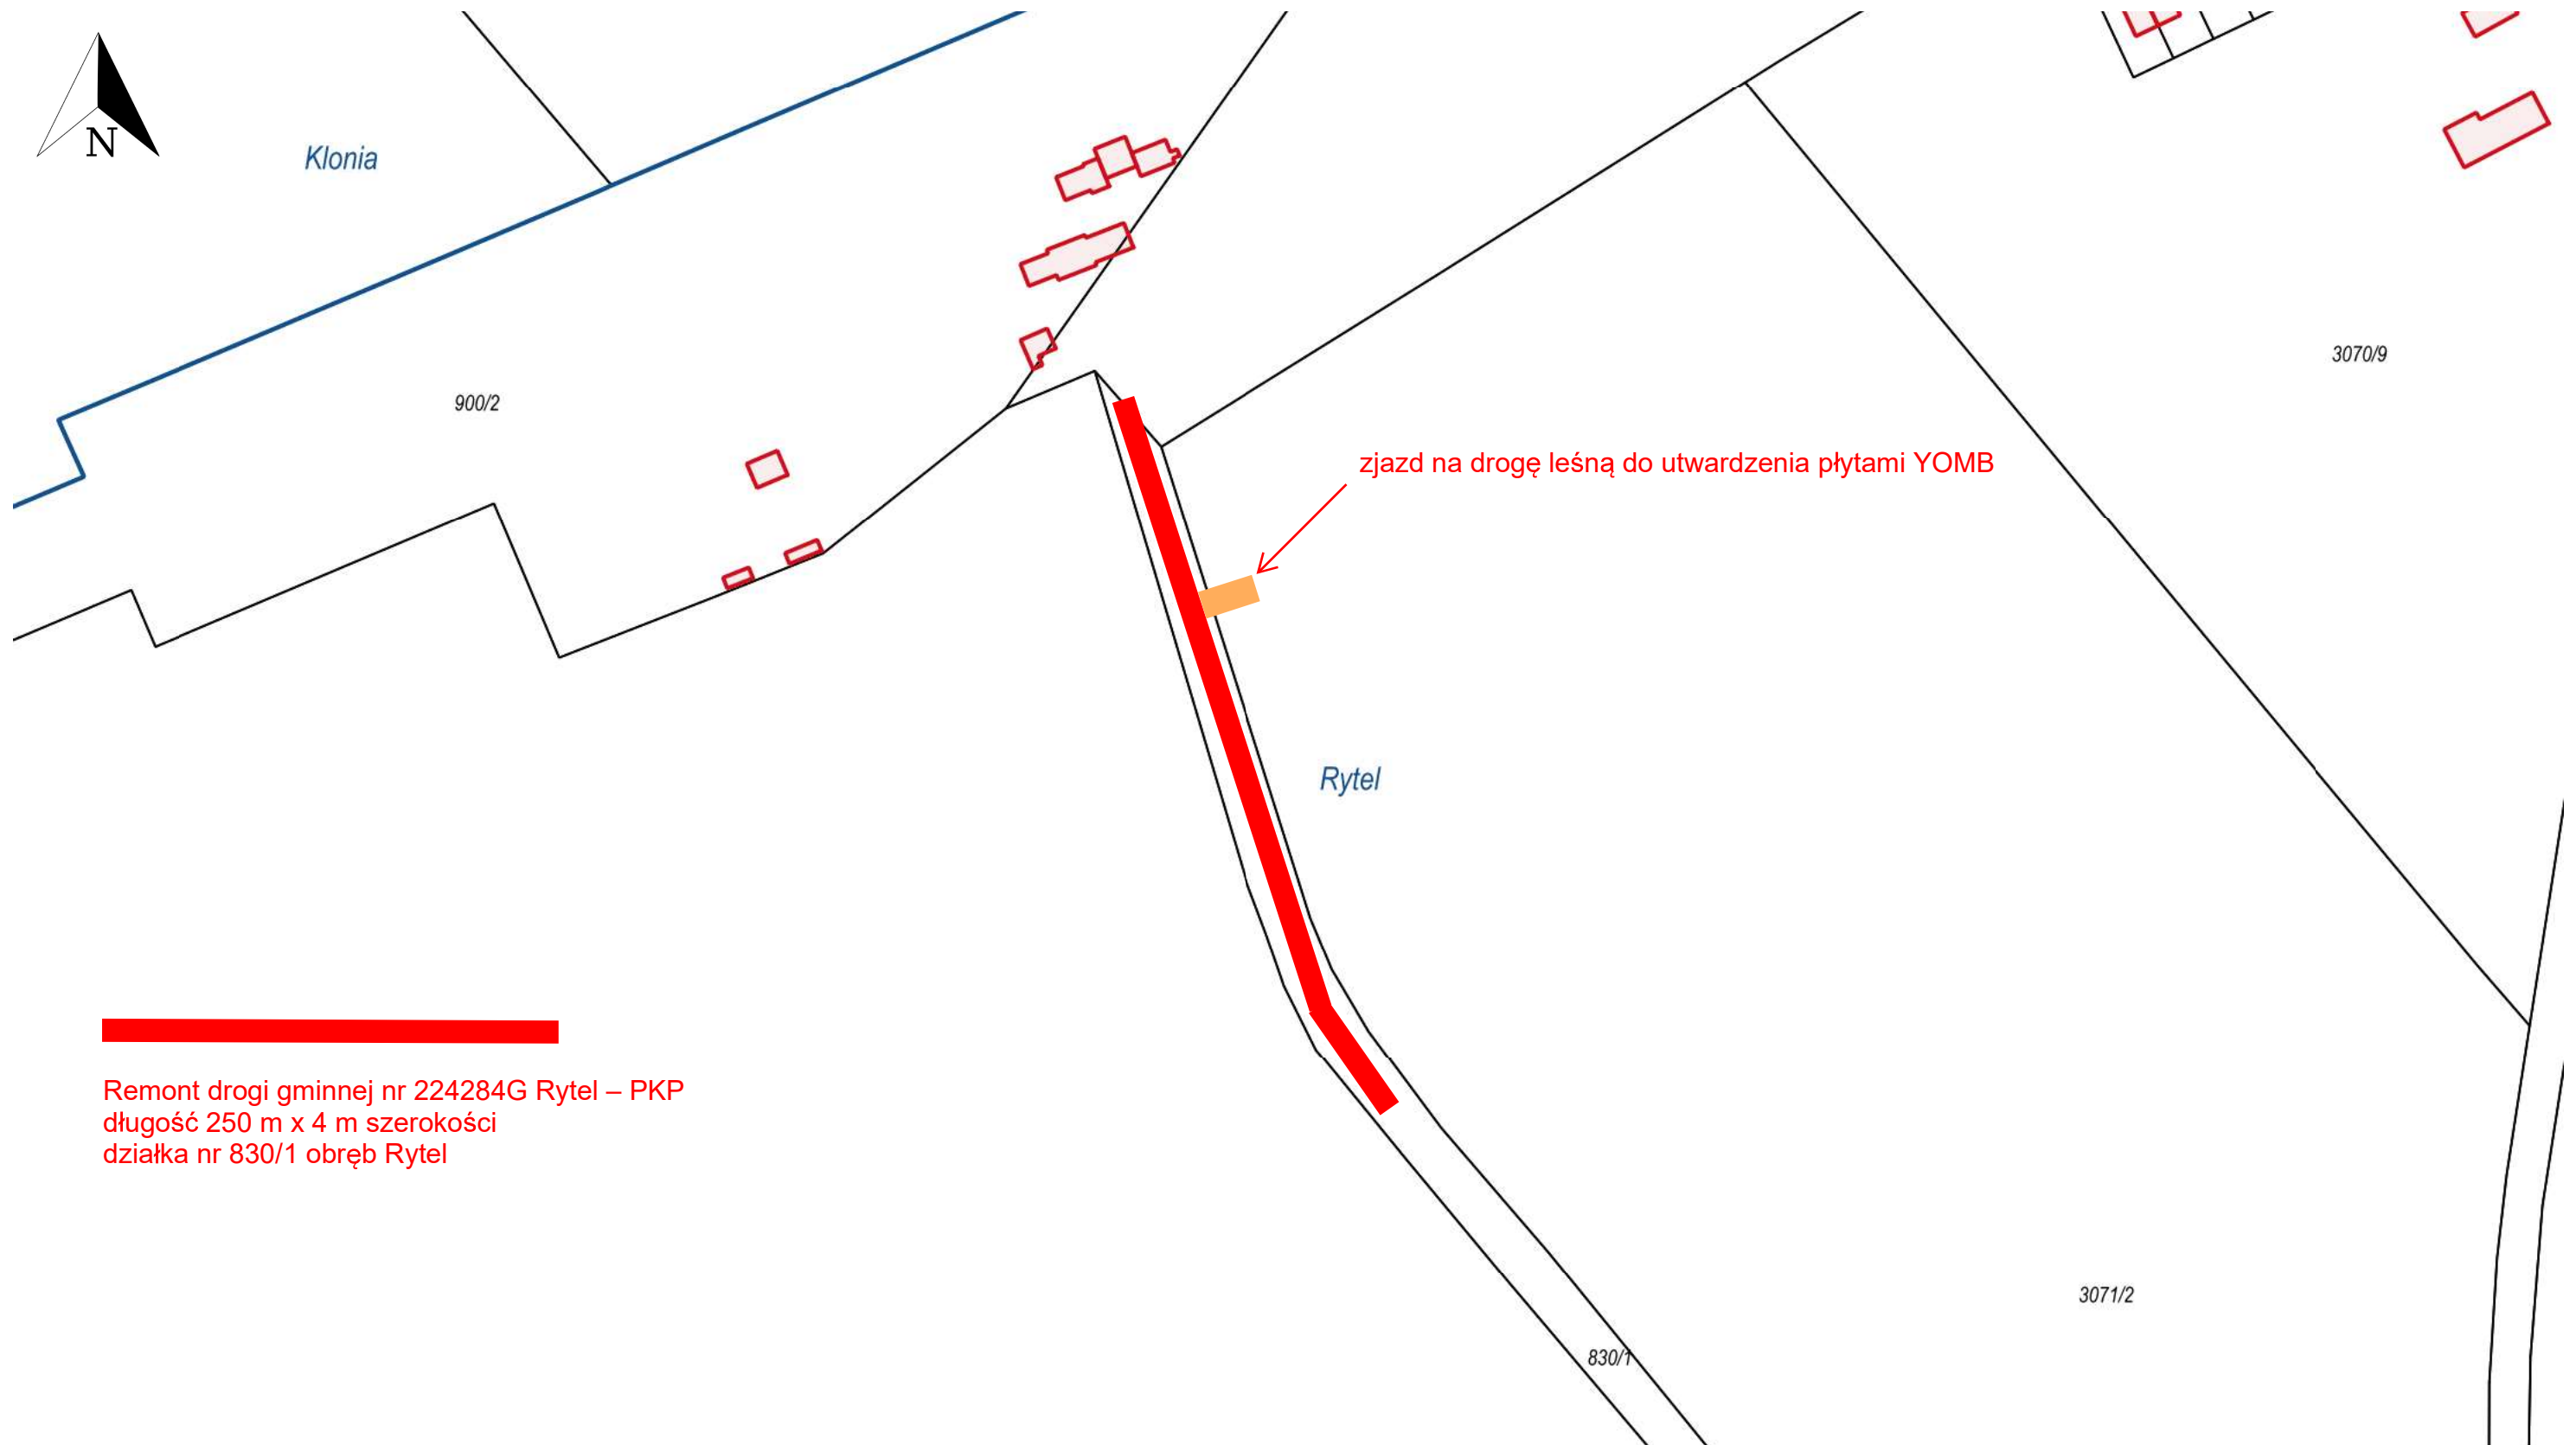 N
Klonia
900/2
3070/9
zjazd na drogę leśną do utwardzenia płytami YOMB
Rytel
Remont drogi gminnej nr 224284G Rytel – PKP
długość 250 m x 4 m szerokości
działka nr 830/1 obręb Rytel
3071/2
830/1